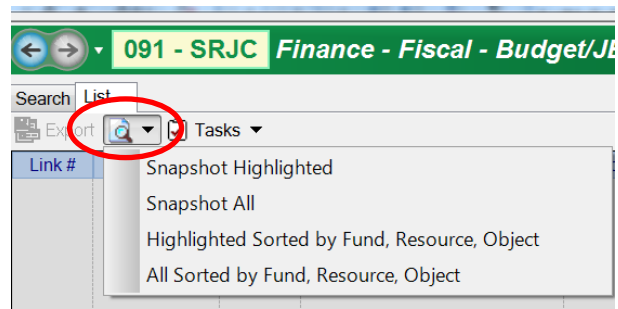 091 - SRJC Finance - Fiscal - Budget/JE
Search List
Export Tasks
Link #
Snapshot Highlighted
Snapshot All
Highlighted Sorted by Fund, Resource, Object
All Sorted by Fund, Resource, Object